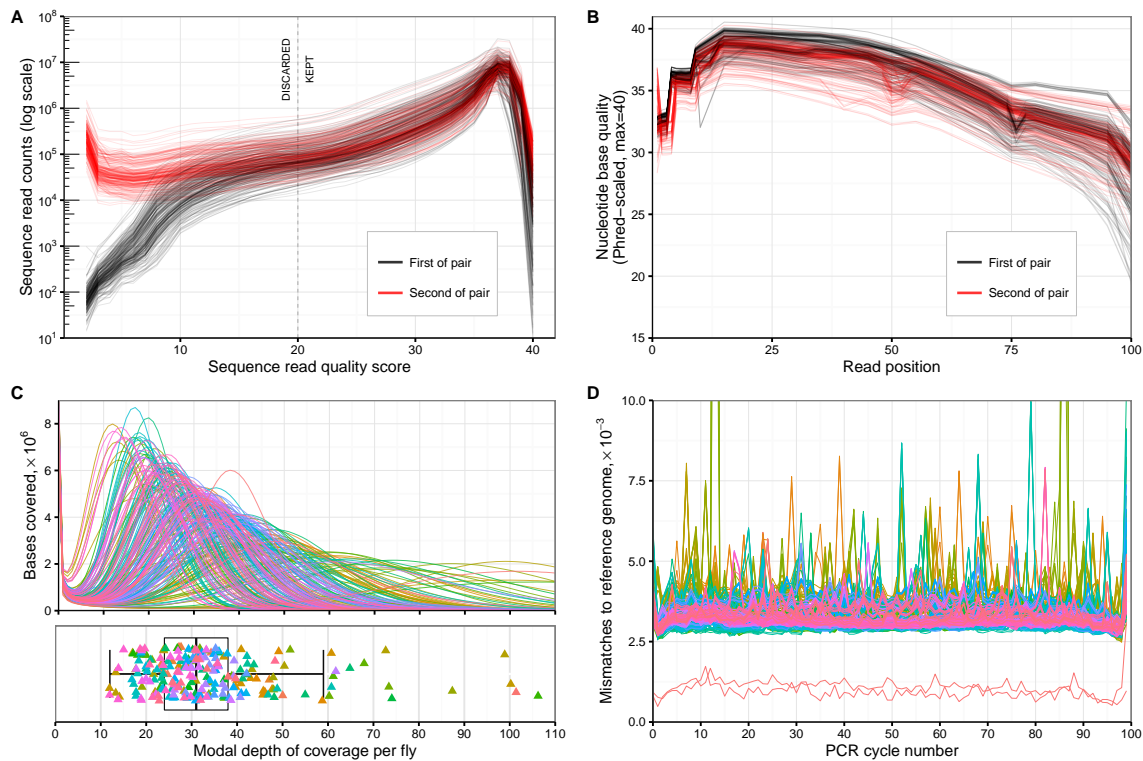 A
Sequence read counts (log scale)
10^8
10^7
10^6
10^5
10^4
10^3
10^2
10^1
DISCARDED
KEPT
First of pair
Second of pair
10 20 30 40
Sequence read quality score
B
Nucleotide base quality
(Phred−scaled, max=40)
40
35
30
25
20
15
First of pair
Second of pair
0 25 50 75 100
Read position
C
Bases covered, × 10^6
8
6
4
2
0
0 10 20 30 40 50 60 70 80 90 100 110
Modal depth of coverage per fly
D
Mismatches to reference genome, × 10^−3
10.0
7.5
5.0
2.5
0.0
0 10 20 30 40 50 60 70 80 90 100
PCR cycle number